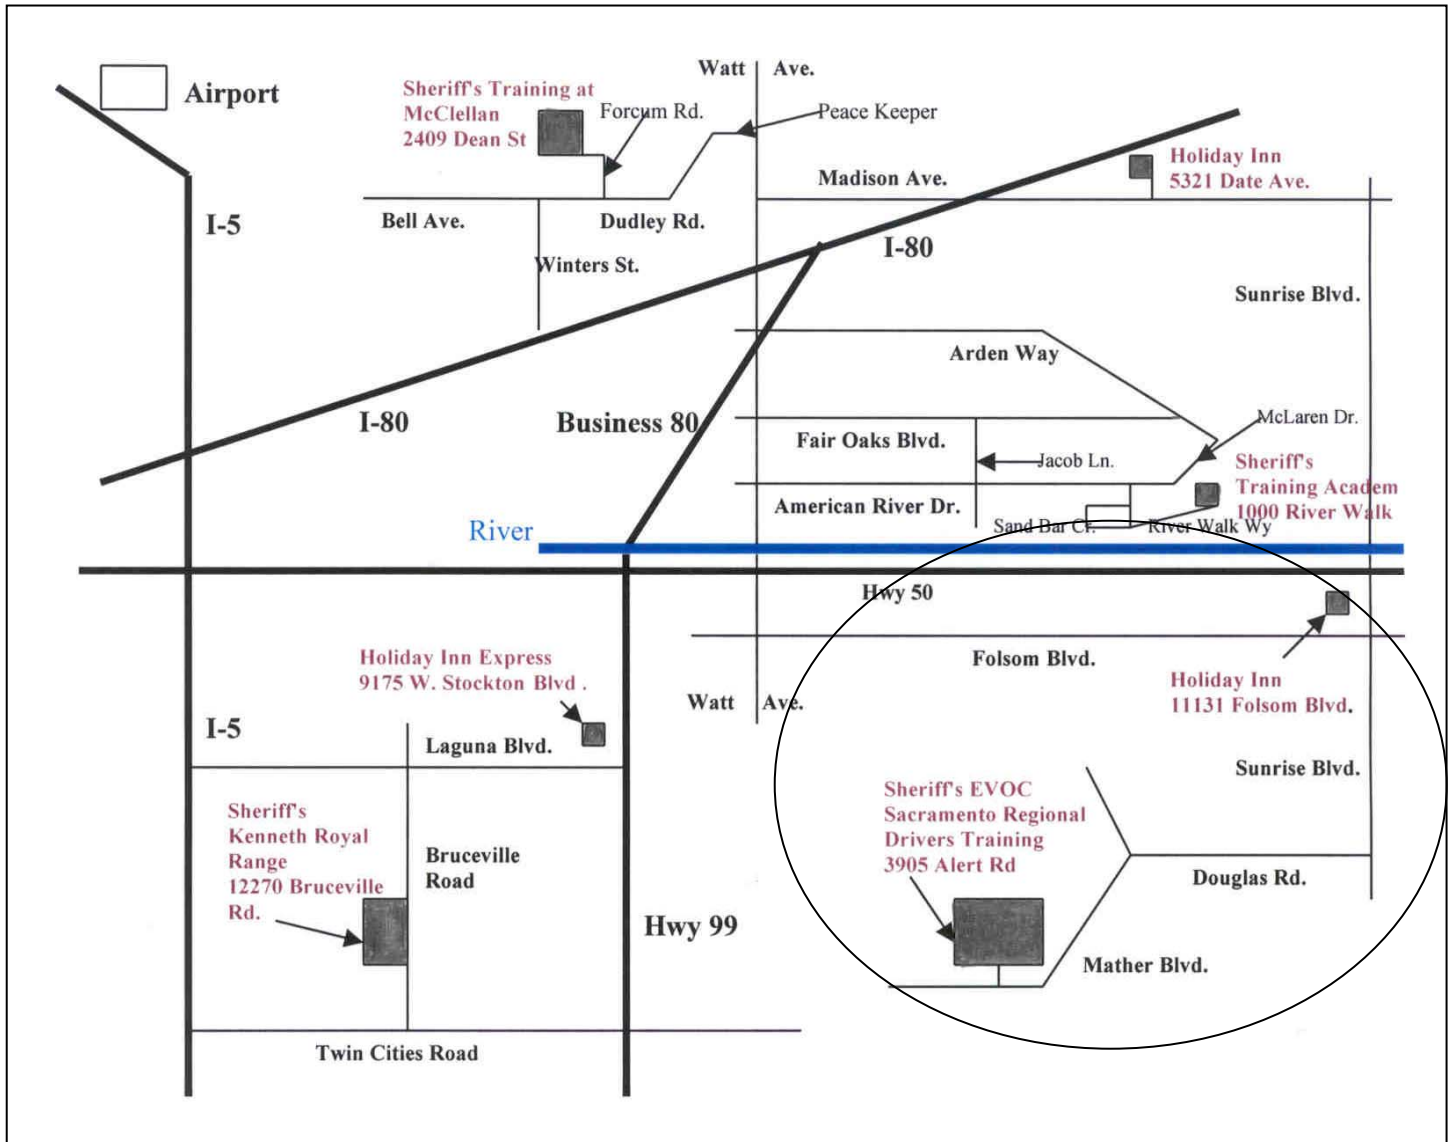 Watt Ave.
Airport
Sheriff's Training at
McClellan
2409 Dean St
Forcum Rd.
Peace Keeper
Holiday Inn
5321 Date Ave.
Madison Ave.
I-5
Bell Ave.
Dudley Rd.
I-80
Winters St.
Sunrise Blvd.
Arden Way
I-80
Business 80
McLaren Dr.
Fair Oaks Blvd.
Jacob Ln.
Sheriff's
Training Academ
1000 River Walk
American River Dr.
Sand Bar Cr.
River Walk Wy
River
Hwy 50
Folsom Blvd.
Holiday Inn Express
9175 W. Stockton Blvd .
Holiday Inn
11131 Folsom Blvd.
Watt Ave.
I-5
Laguna Blvd.
Sunrise Blvd.
Sheriff's EVOC
Sacramento Regional
Drivers Training
3905 Alert Rd
Sheriff's
Kenneth Royal
Range
12270 Bruceville
Rd.
Bruceville
Road
Douglas Rd.
Hwy 99
Mather Blvd.
Twin Cities Road